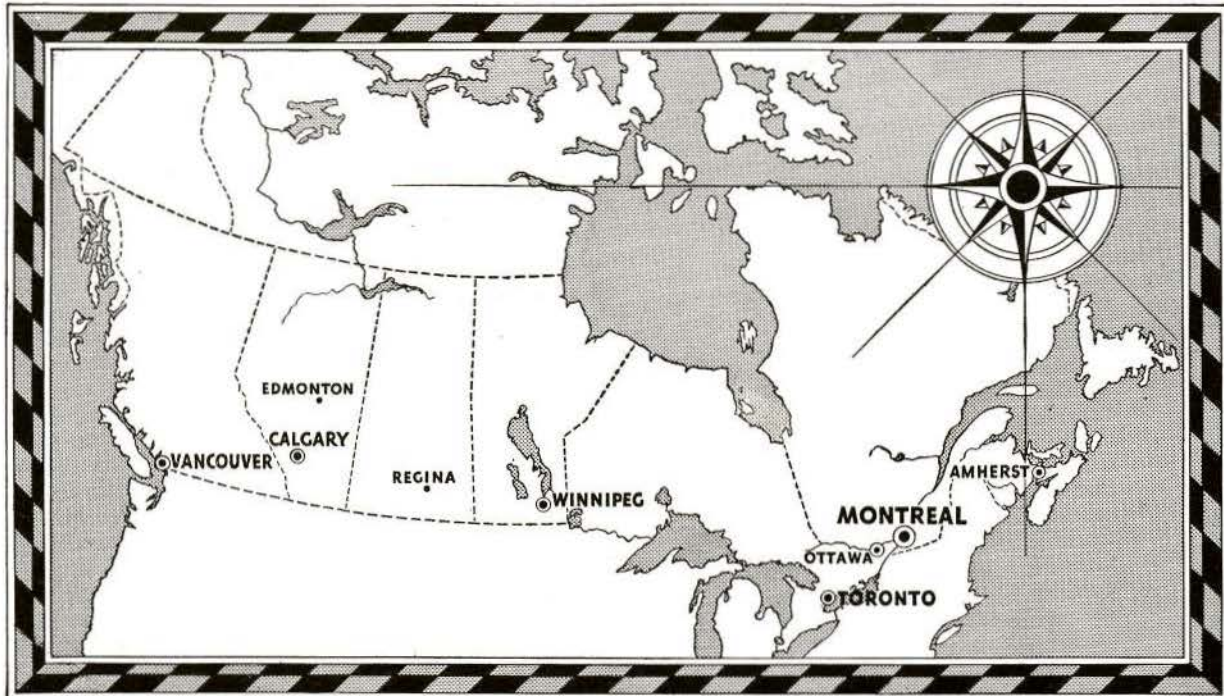 EDMONTON
CALGARY
VANCOUVER
REGINA
WINNIPEG
AMHERST
MONTREAL
OTTAWA
TORONTO